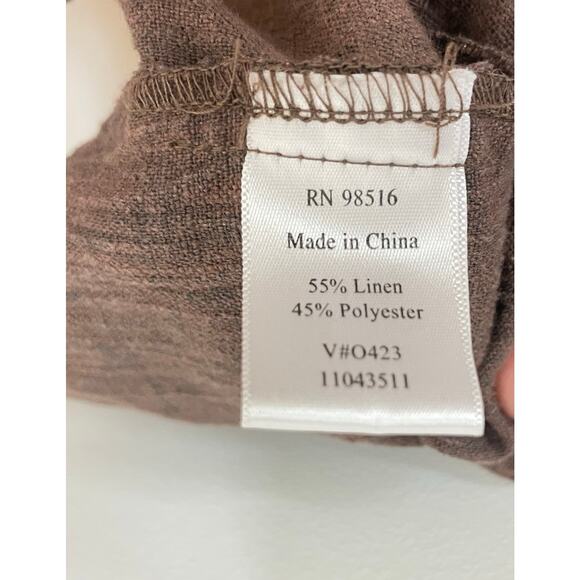 RN 98516
Made in China
55% Linen
45% Polyester
V#O423
11043511